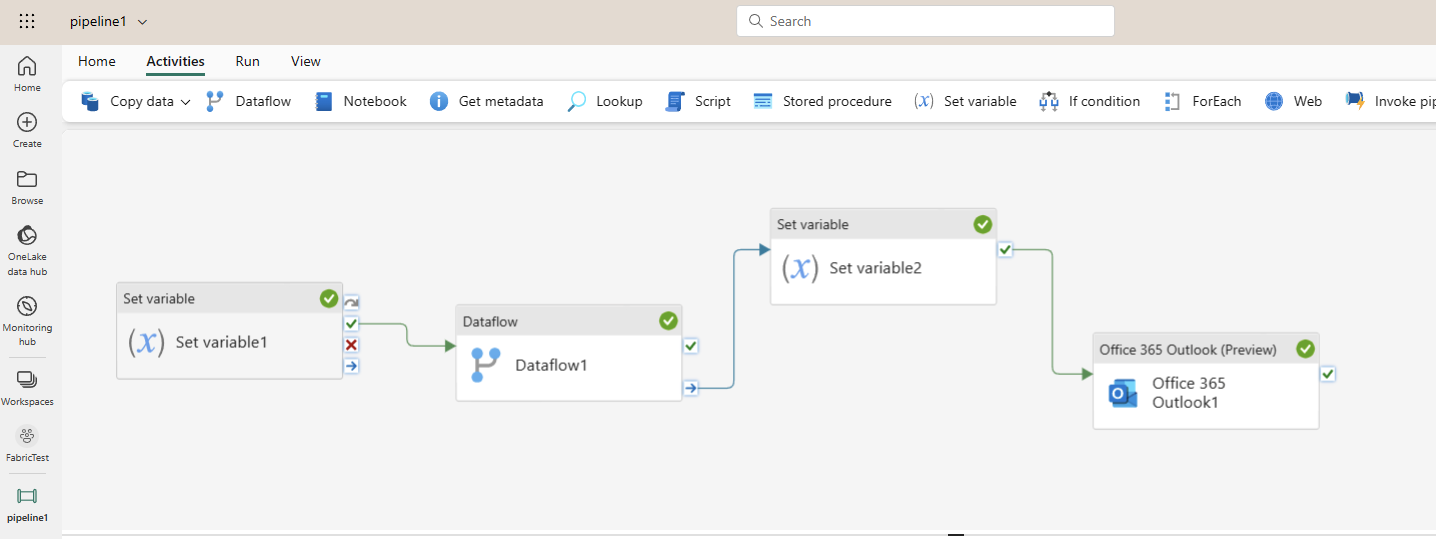 pipeline1
Search
Home
Activities
Run
View
Copy data
Dataflow
Notebook
Get metadata
Lookup
Script
Stored procedure
(x) Set variable
If condition
ForEach
Web
Invoke pip
Home
Create
Browse
OneLake
data hub
Monitoring
hub
Workspaces
FabricTest
pipeline1
Set variable
(x) Set variable1
Dataflow
Dataflow1
Set variable
(x) Set variable2
Office 365 Outlook (Preview)
Office 365
Outlook1